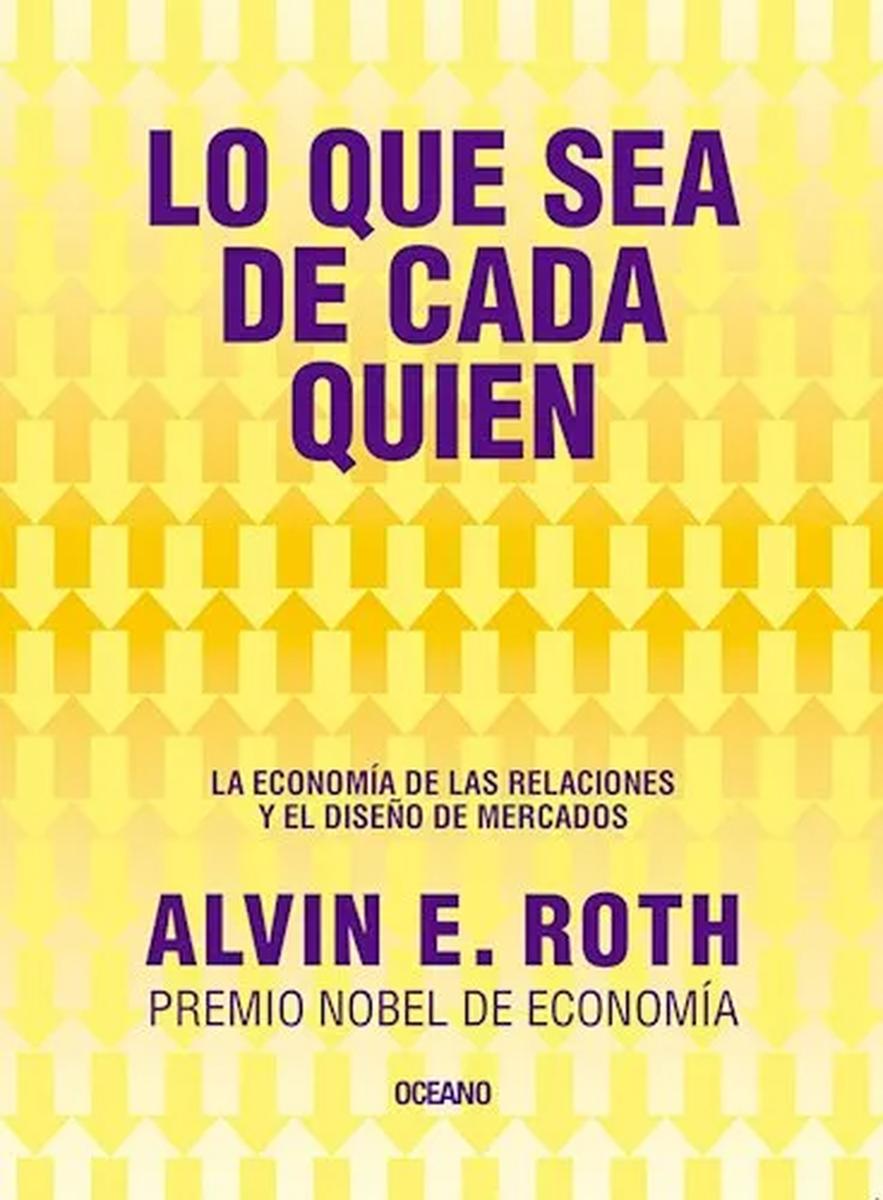 LO QUE SEA
DE CADA
QUIEN
LA ECONOMÍA DE LAS RELACIONES
Y EL DISEÑO DE MERCADOS
ALVIN E. ROTH
PREMIO NOBEL DE ECONOMÍA
OCEANO